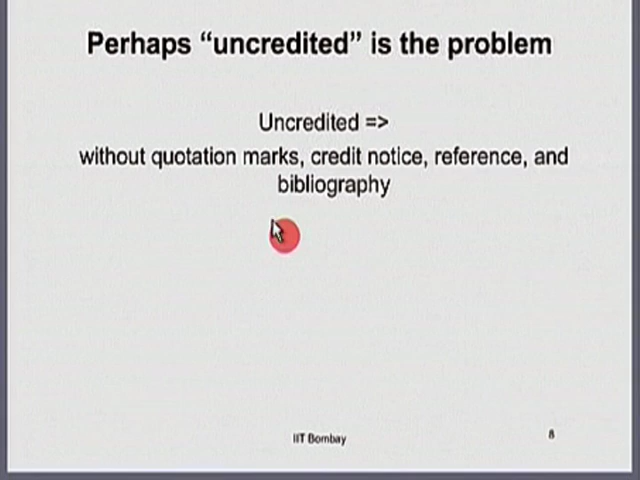 Perhaps “uncredited” is the problem
Uncredited =>
without quotation marks, credit notice, reference, and
bibliography
IIT Bombay
8